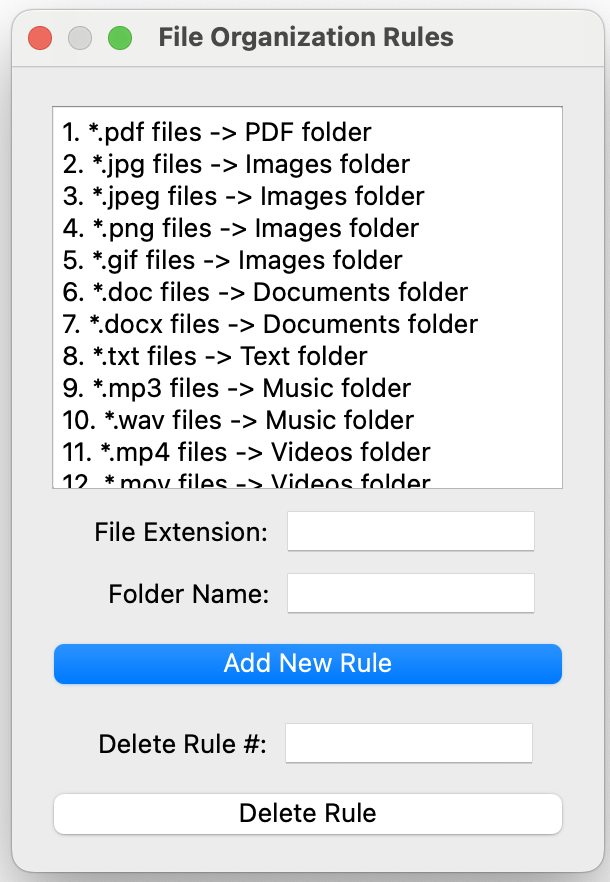 File Organization Rules
1. *.pdf files -> PDF folder
2. *.jpg files -> Images folder
3. *.jpeg files -> Images folder
4. *.png files -> Images folder
5. *.gif files -> Images folder
6. *.doc files -> Documents folder
7. *.docx files -> Documents folder
8. *.txt files -> Text folder
9. *.mp3 files -> Music folder
10. *.wav files -> Music folder
11. *.mp4 files -> Videos folder
12. *.mov files -> Videos folder
File Extension:
Folder Name:
Add New Rule
Delete Rule #:
Delete Rule